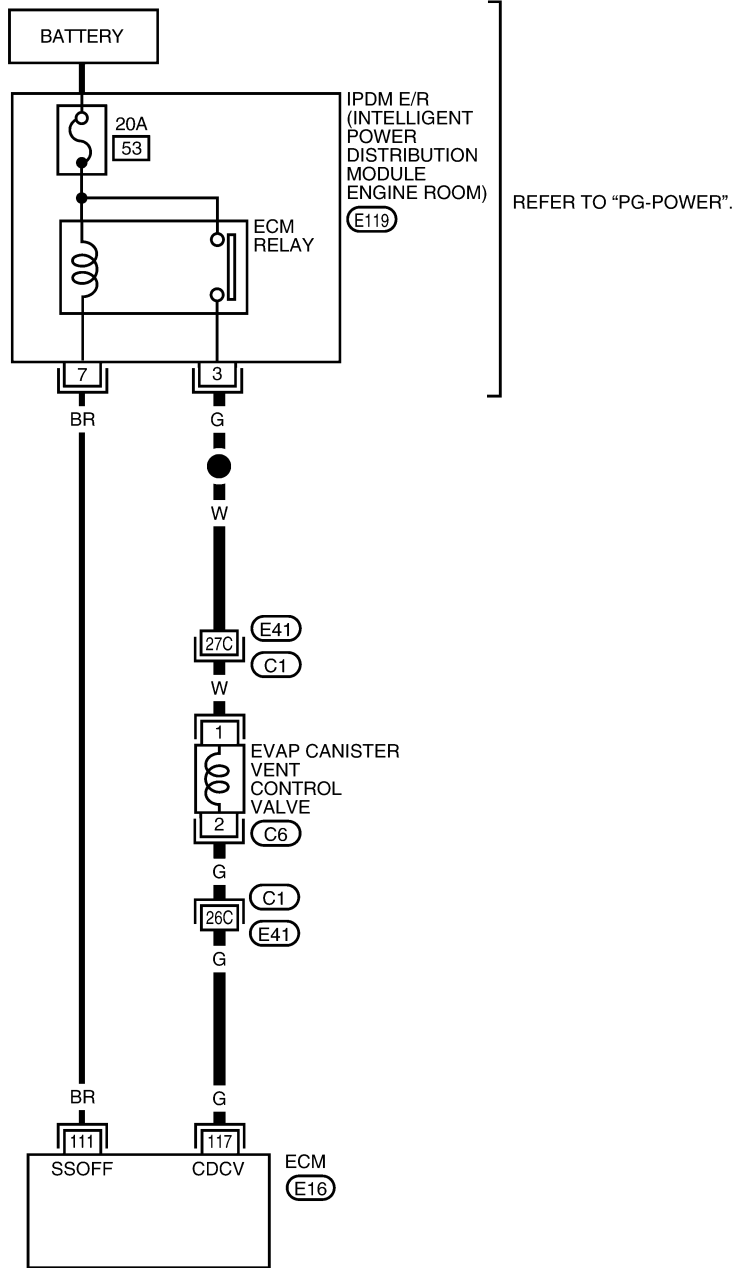 BATTERY
20A
53
IPDM E/R
(INTELLIGENT
POWER
DISTRIBUTION
MODULE
ENGINE ROOM)
E119
REFER TO “PG-POWER”.
ECM
RELAY
7
3
BR
G
W
E41
27C
C1
W
1
EVAP CANISTER
VENT
CONTROL
VALVE
2
C6
G
C1
26C
E41
G
BR
G
111
117
SSOFF
CDCV
ECM
E16